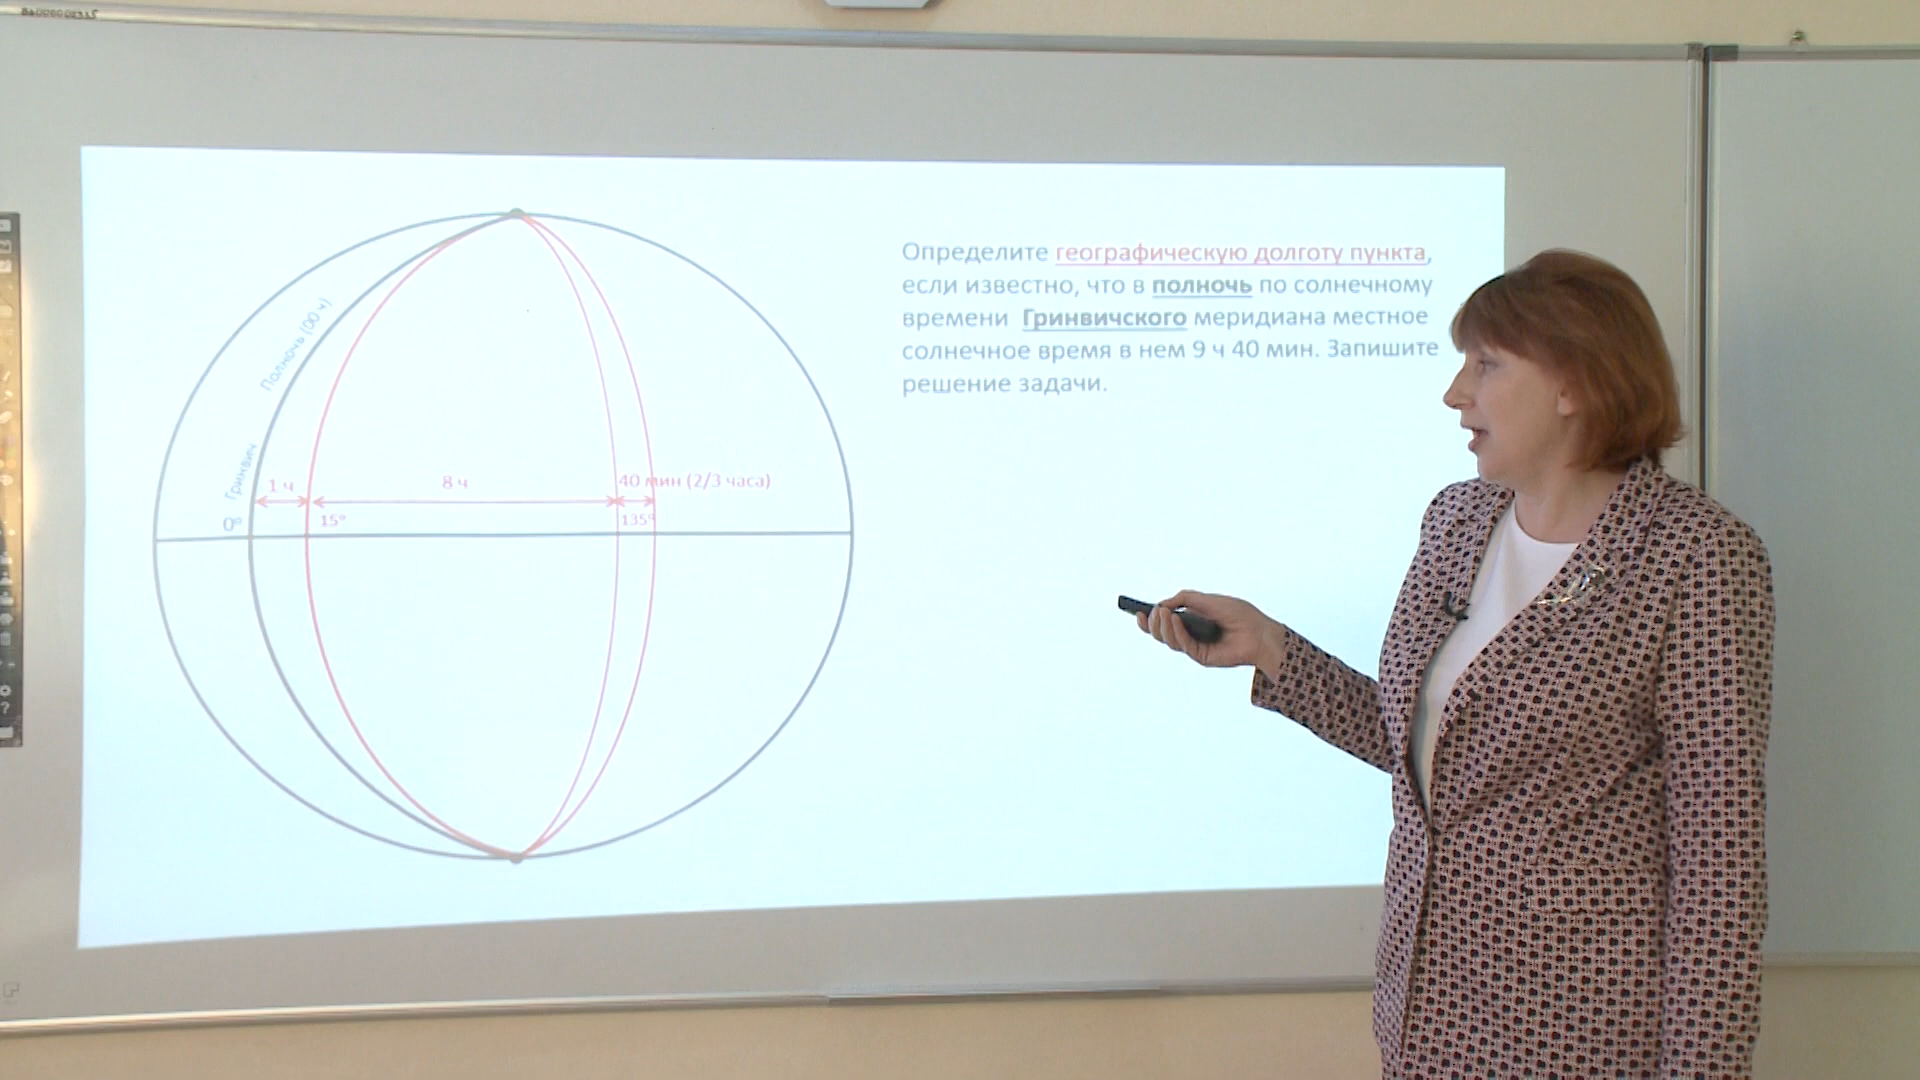 Определите географическую долготу пункта,
если известно, что в полночь по солнечному
времени Гринвичского меридиана местное
солнечное время в нем 9 ч 40 мин. Запишите
решение задачи.
Полночь (00 ч)
Гринвич
1 ч
8 ч
40 мин (2/3 часа)
0º
15°
135°
?